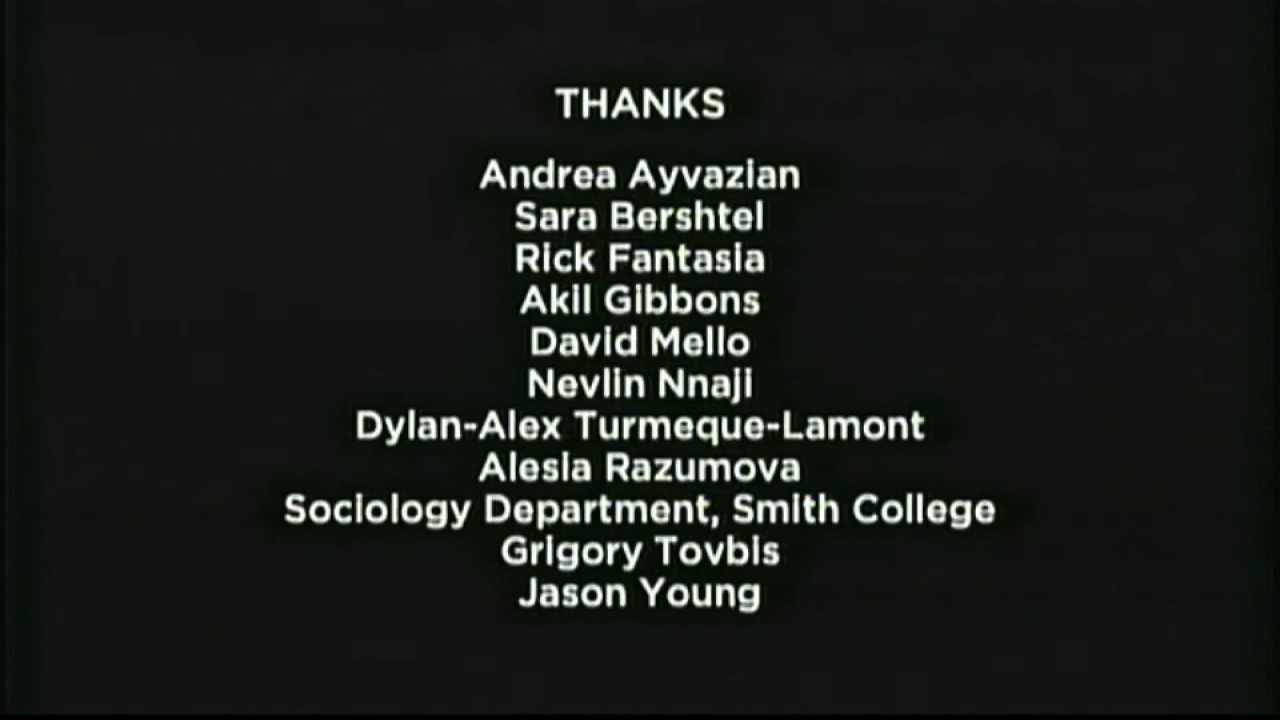 THANKS
Andrea Ayvazian
Sara Bershtel
Rick Fantasia
Akil Gibbons
David Mello
Nevlin Nnaji
Dylan-Alex Turmeque-Lamont
Alesia Razumova
Sociology Department, Smith College
Grigory Tovbis
Jason Young